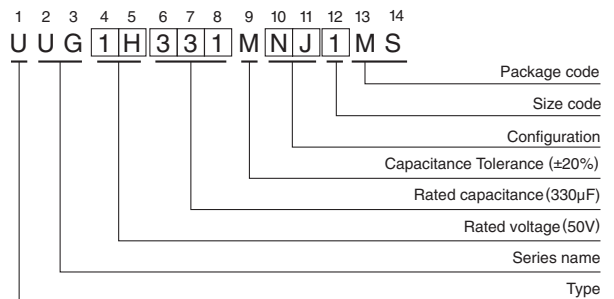 1 2 3 4 5 6 7 8 9 10 11 12 13 14
U U G 1 H 3 3 1 M N J 1 M S
Package code
Size code
Configuration
Capacitance Tolerance (±20%)
Rated capacitance (330µF)
Rated voltage (50V)
Series name
Type